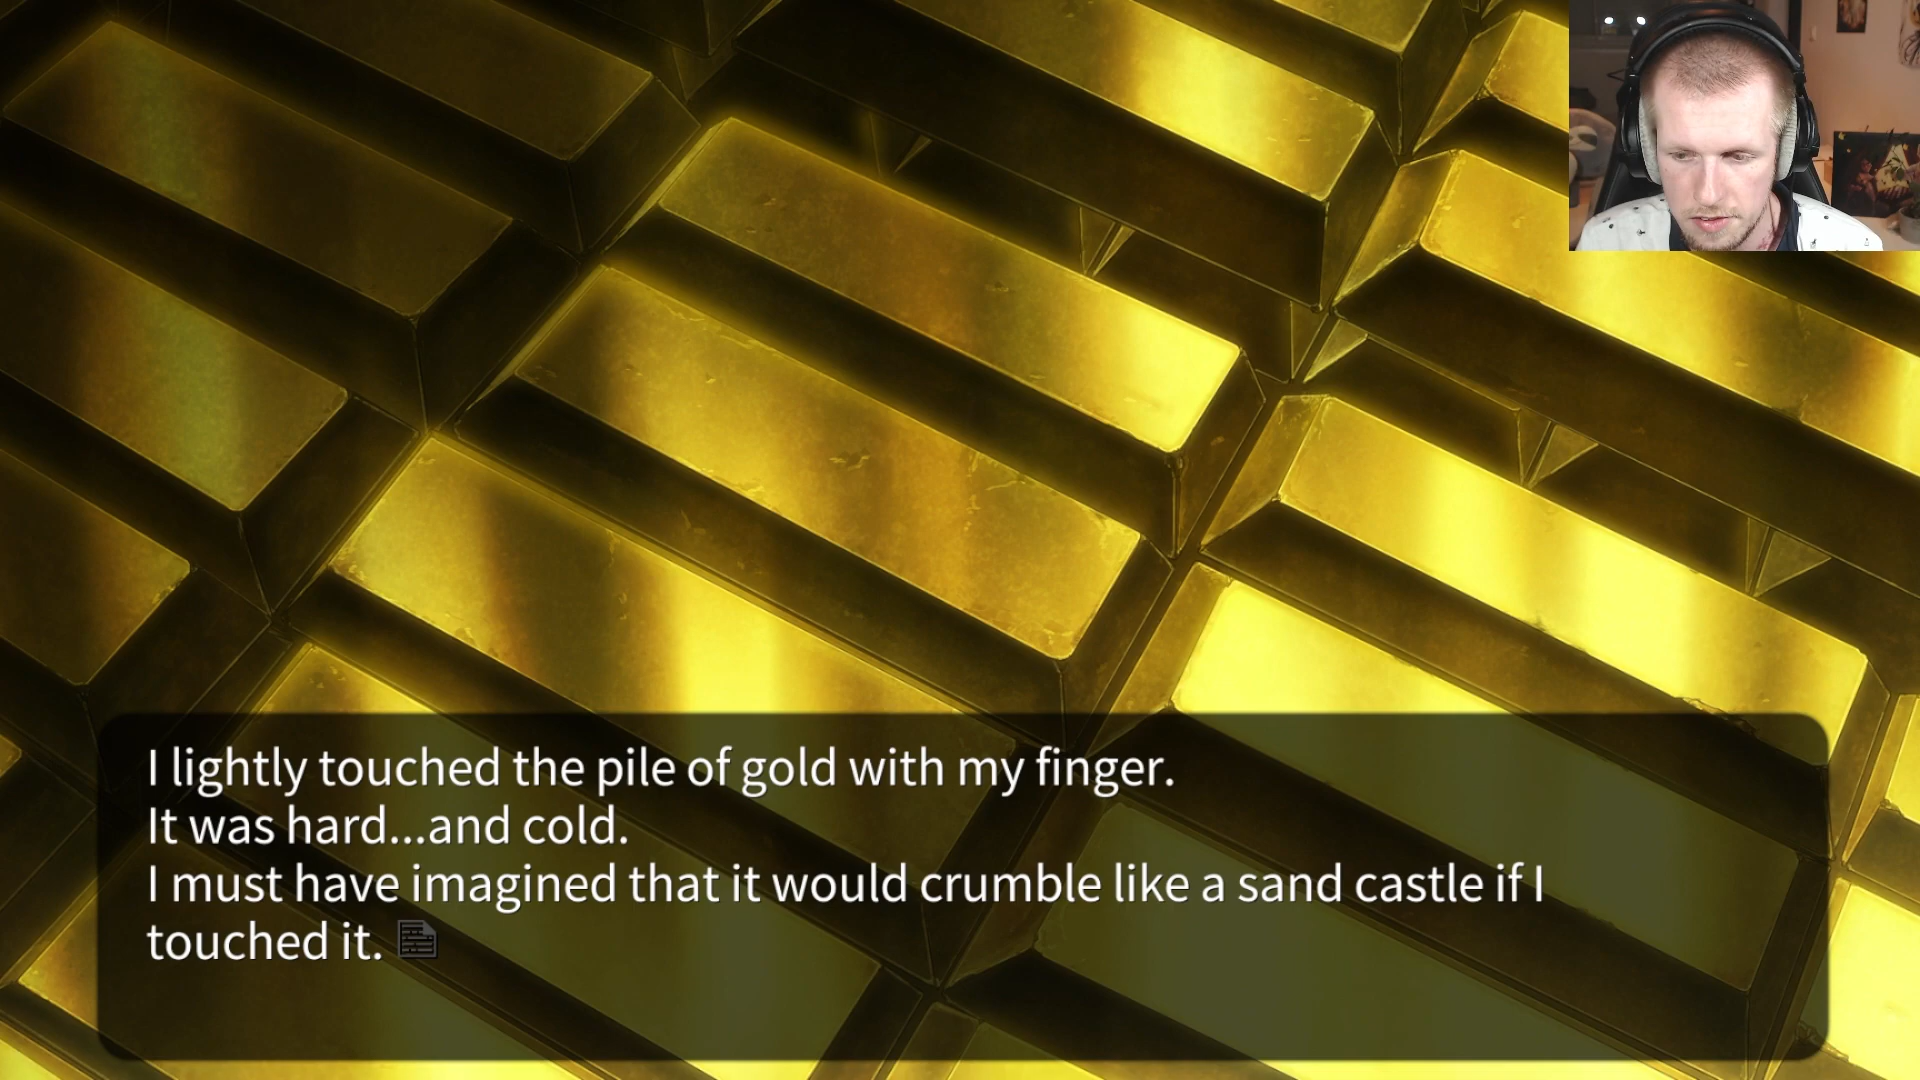 I lightly touched the pile of gold with my finger.
It was hard...and cold.
I must have imagined that it would crumble like a sand castle if I
touched it.